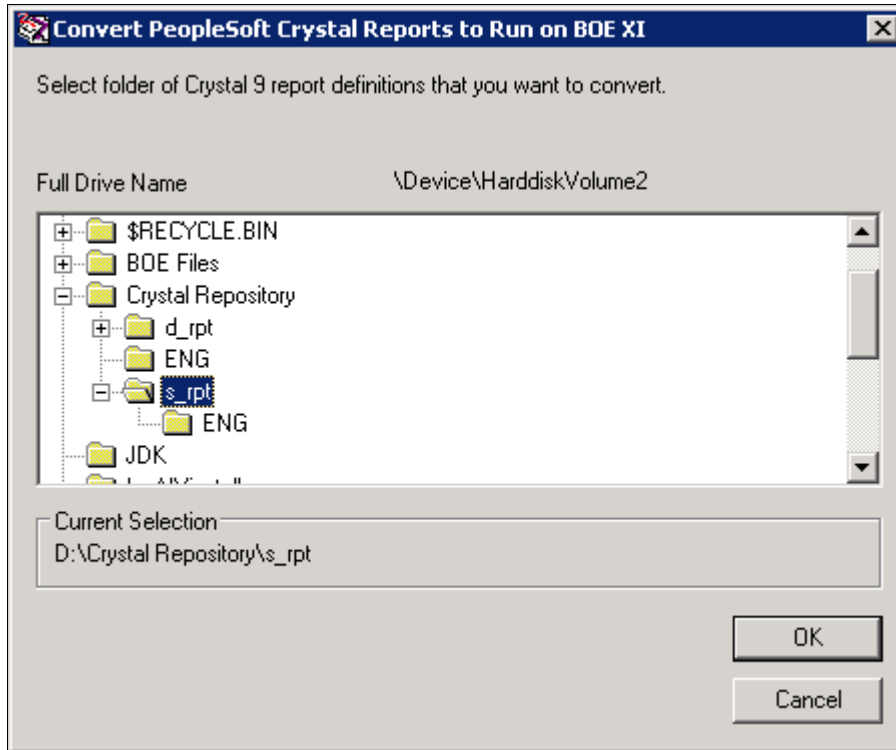 Convert PeopleSoft Crystal Reports to Run on BOE XI
Select folder of Crystal 9 report definitions that you want to convert.
Full Drive Name \Device\HarddiskVolume2
$RECYCLE.BIN
BOE Files
Crystal Repository
d_rpt
ENG
s_rpt
ENG
JDK
Current Selection
D:\Crystal Repository\s_rpt
OK
Cancel